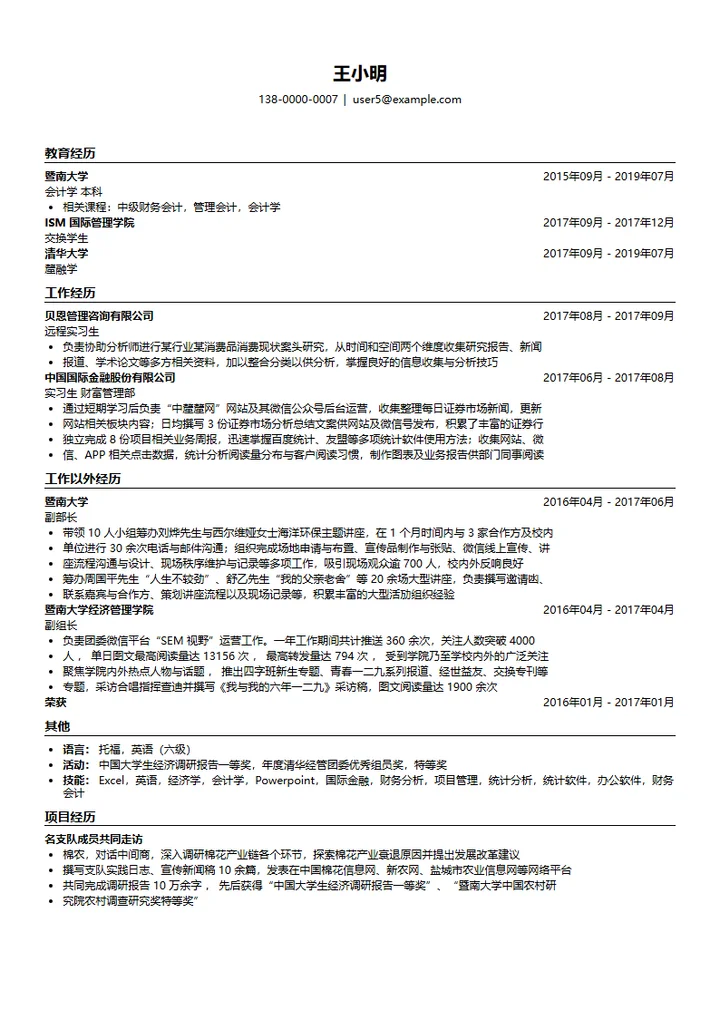 王小明
138-0000-0007 | user5@example.com
教育经历
暨南大学 2015年09月 - 2019年07月
会计学 本科
• 相关课程：中级财务会计，管理会计，会计学
ISM 国际管理学院 2017年09月 - 2017年12月
交换学生
清华大学 2017年09月 - 2019年07月
金融学
工作经历
贝恩管理咨询有限公司 2017年08月 - 2017年09月
远程实习生
• 负责协助分析师进行某行业某消费品消费现状案头研究，从时间和空间两个维度收集研究报告、新闻
• 报道、学术论文等多方相关资料，加以整合分类以供分析，掌握良好的信息收集与分析技巧
中国国际金融股份有限公司 2017年06月 - 2017年08月
实习生 财富管理部
• 通过短期学习后负责“中金网”网站及其微信公众号后台运营，收集整理每日证券市场新闻，更新
• 网站相关板块内容；日均撰写 3 份证券市场分析总结文案供网站及微信号发布，积累了丰富的证券行
• 独立完成 8 份项目相关业务周报，迅速掌握百度统计、友盟等多项统计软件使用方法；收集网站、微
• 信、APP 相关点击数据，统计分析阅读量分布与客户阅读习惯，制作图表及业务报告供部门同事阅读
工作以外经历
暨南大学 2016年04月 - 2017年06月
副部长
• 带领 10 人小组筹办刘烨先生与西尔维娅女士海洋环保主题讲座，在 1 个月时间内与 3 家合作方及校内
• 单位进行 30 余次电话与邮件沟通；组织完成场地申请与布置、宣传品制作与张贴、微信线上宣传、讲
• 座流程沟通与设计、现场秩序维护与记录等多项工作，吸引现场观众逾 700 人，校内外反响良好
• 筹办周国平先生“人生不较劲”、舒乙先生“我的父亲老舍”等 20 余场大型讲座，负责撰写邀请函、
• 联系嘉宾与合作方、策划讲座流程以及现场记录等，积累丰富的大型活动组织经验
暨南大学经济管理学院 2016年04月 - 2017年04月
副组长
• 负责团委微信平台“SEM 视野”运营工作。一年工作期间共计推送 360 余次，关注人数突破 4000
• 人 ， 单日图文最高阅读量达 13156 次 ， 最高转发量达 794 次 ， 受到学院乃至学校内外的广泛关注
• 聚焦学院内外热点人物与话题 ， 推出四字班新生专题、青春一二九系列报道、经世益友、交换专刊等
• 专题，采访合唱指挥查迪并撰写《我与我的六年一二九》采访稿，图文阅读量达 1900 余次
荣获 2016年01月 - 2017年01月
其他
• 语言： 托福，英语（六级）
• 活动： 中国大学生经济调研报告一等奖，年度清华经管团委优秀组员奖，特等奖
• 技能： Excel，英语，经济学，会计学，Powerpoint，国际金融，财务分析，项目管理，统计分析，统计软件，办公软件，财务
会计
项目经历
名支队成员共同走访
• 棉农，对话中间商，深入调研棉花产业链各个环节，探索棉花产业衰退原因并提出发展改革建议
• 撰写支队实践日志、宣传新闻稿 10 余篇，发表在中国棉花信息网、新农网、盐城市农业信息网等网络平台
• 共同完成调研报告 10 万余字 ， 先后获得“中国大学生经济调研报告一等奖”、 “暨南大学中国农村研
• 究院农村调查研究奖特等奖”